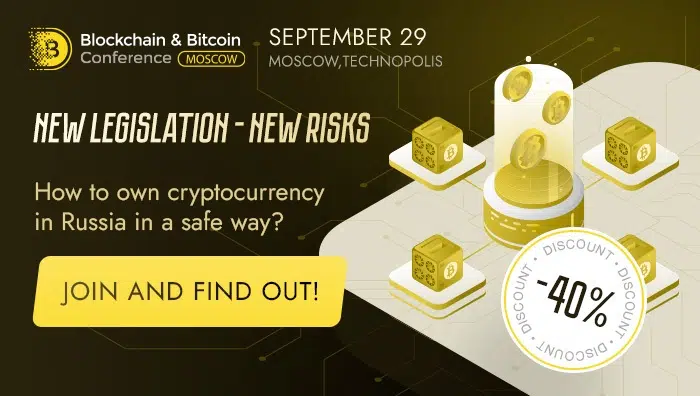 Blockchain & Bitcoin
Conference MOSCOW
SEPTEMBER 29
MOSCOW,TECHNOPOLIS
NEW LEGISLATION - NEW RISKS
How to own cryptocurrency
in Russia in a safe way?
JOIN AND FIND OUT!
DISCOUNT • DISCOUNT • DISCOUNT • DISCOUNT •
-40%